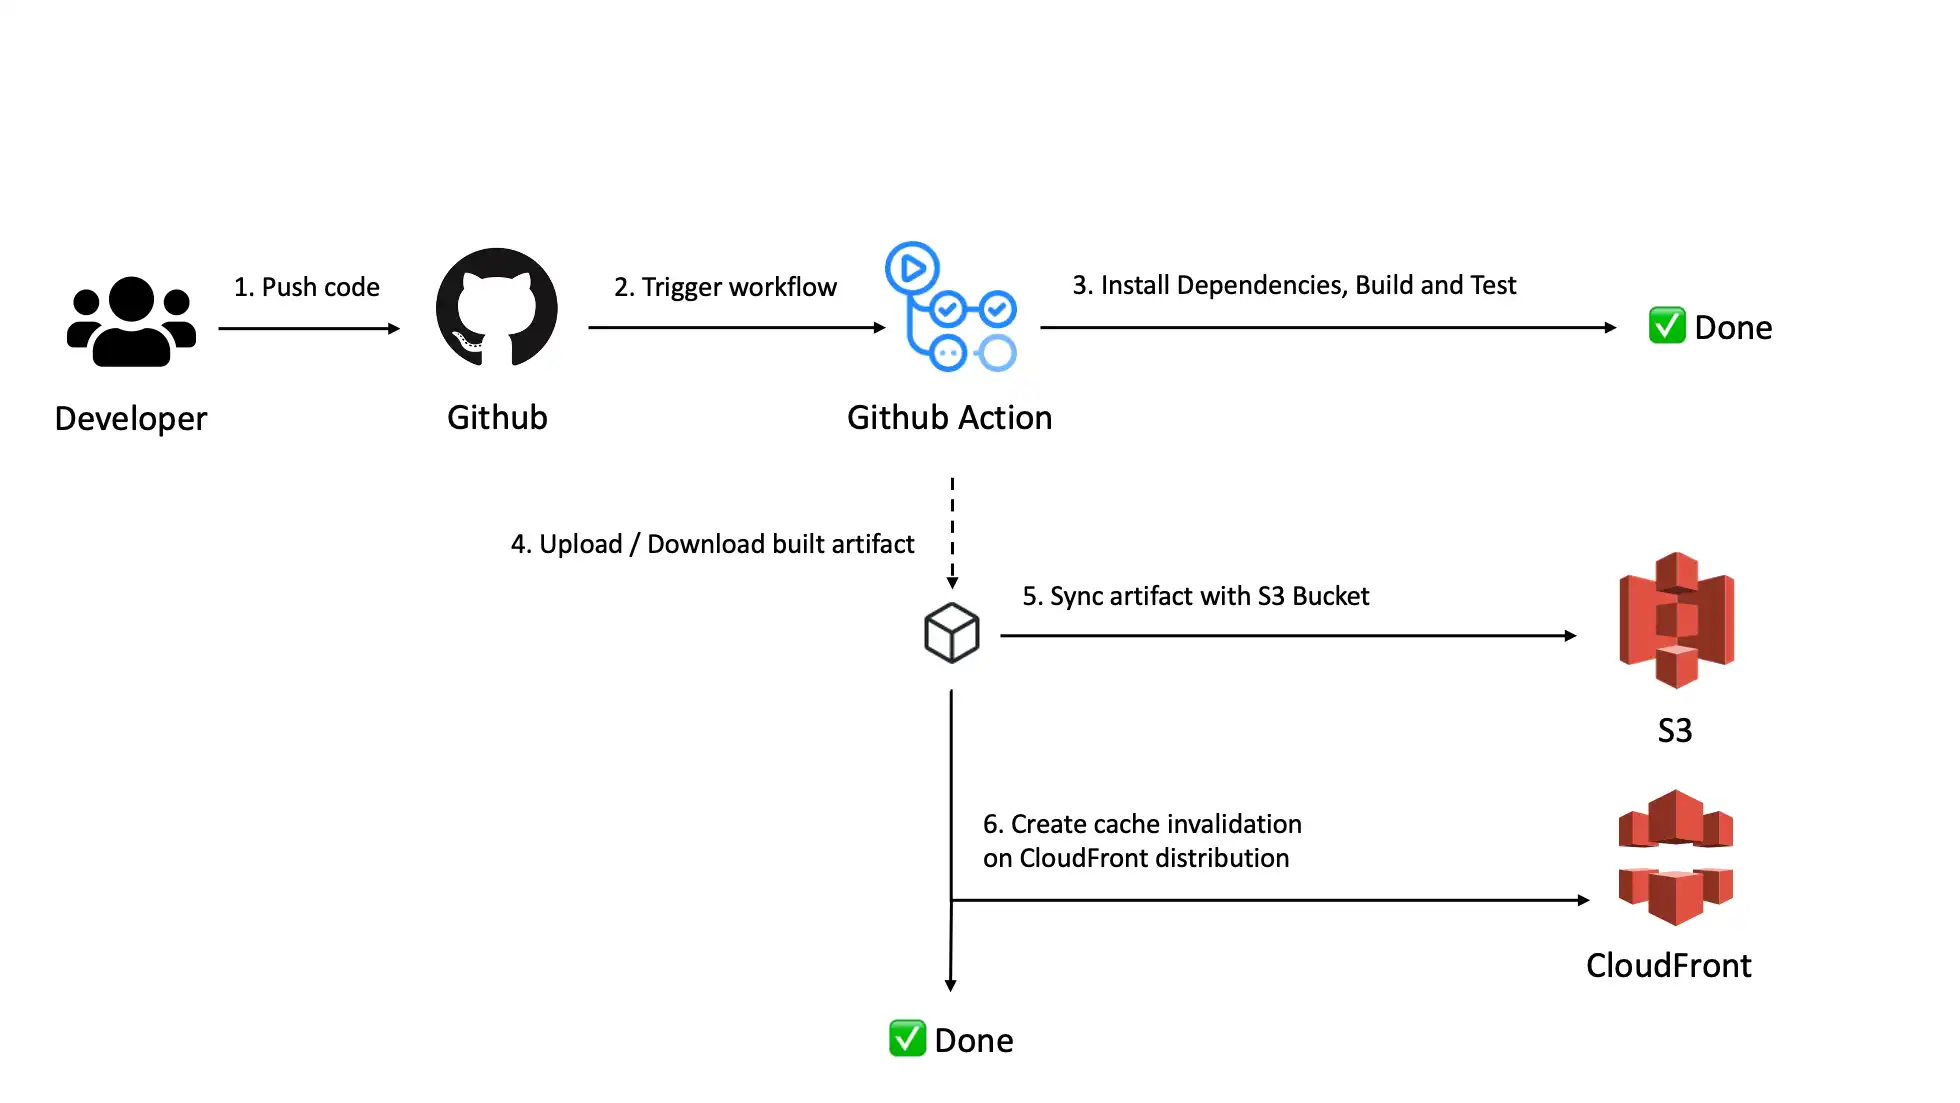 1. Push code
2. Trigger workflow
3. Install Dependencies, Build and Test
✅ Done
Developer
Github
Github Action
4. Upload / Download built artifact
5. Sync artifact with S3 Bucket
S3
6. Create cache invalidation
on CloudFront distribution
CloudFront
✅ Done